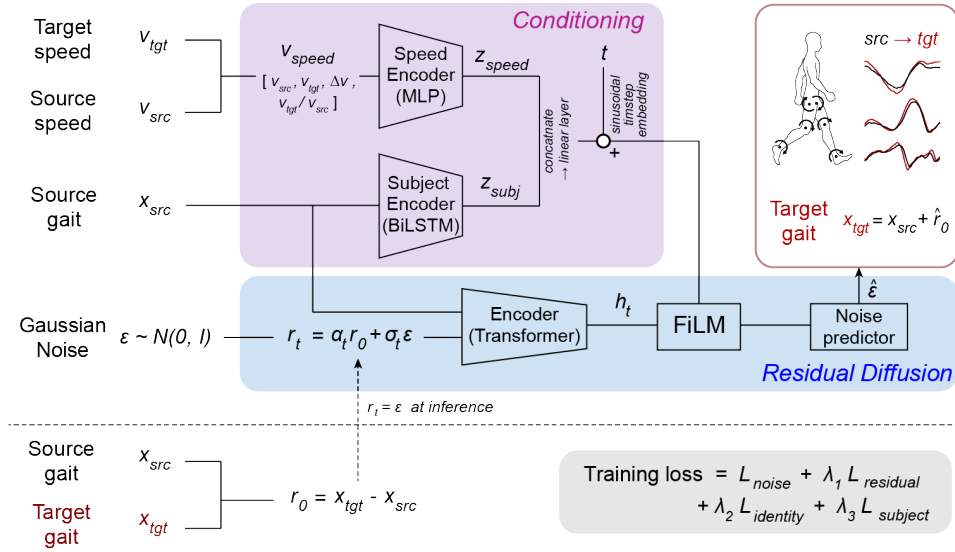 Conditioning
Target
speed
v_tgt
Source
speed
v_src
v_speed
[ v_src, v_tgt, Δv ,
v_tgt / v_src ]
Speed
Encoder
(MLP)
z_speed
Source
gait
x_src
Subject
Encoder
(BiLSTM)
z_subj
concatnate
→ linear layer
t
sinusoidal
timstep
embedding
+
src → tgt
Target
gait
x_tgt = x_src + r̂_0
Gaussian
Noise
ε ~ N(0, I)
r_t = α_t r_0 + σ_t ε
Encoder
(Transformer)
h_t
FiLM
Noise
predictor
ε̂
Residual Diffusion
r_t = ε at inference
Source
gait
x_src
Target
gait
x_tgt
r_0 = x_tgt - x_src
Training loss = L_noise + λ_1 L_residual
+ λ_2 L_identity + λ_3 L_subject